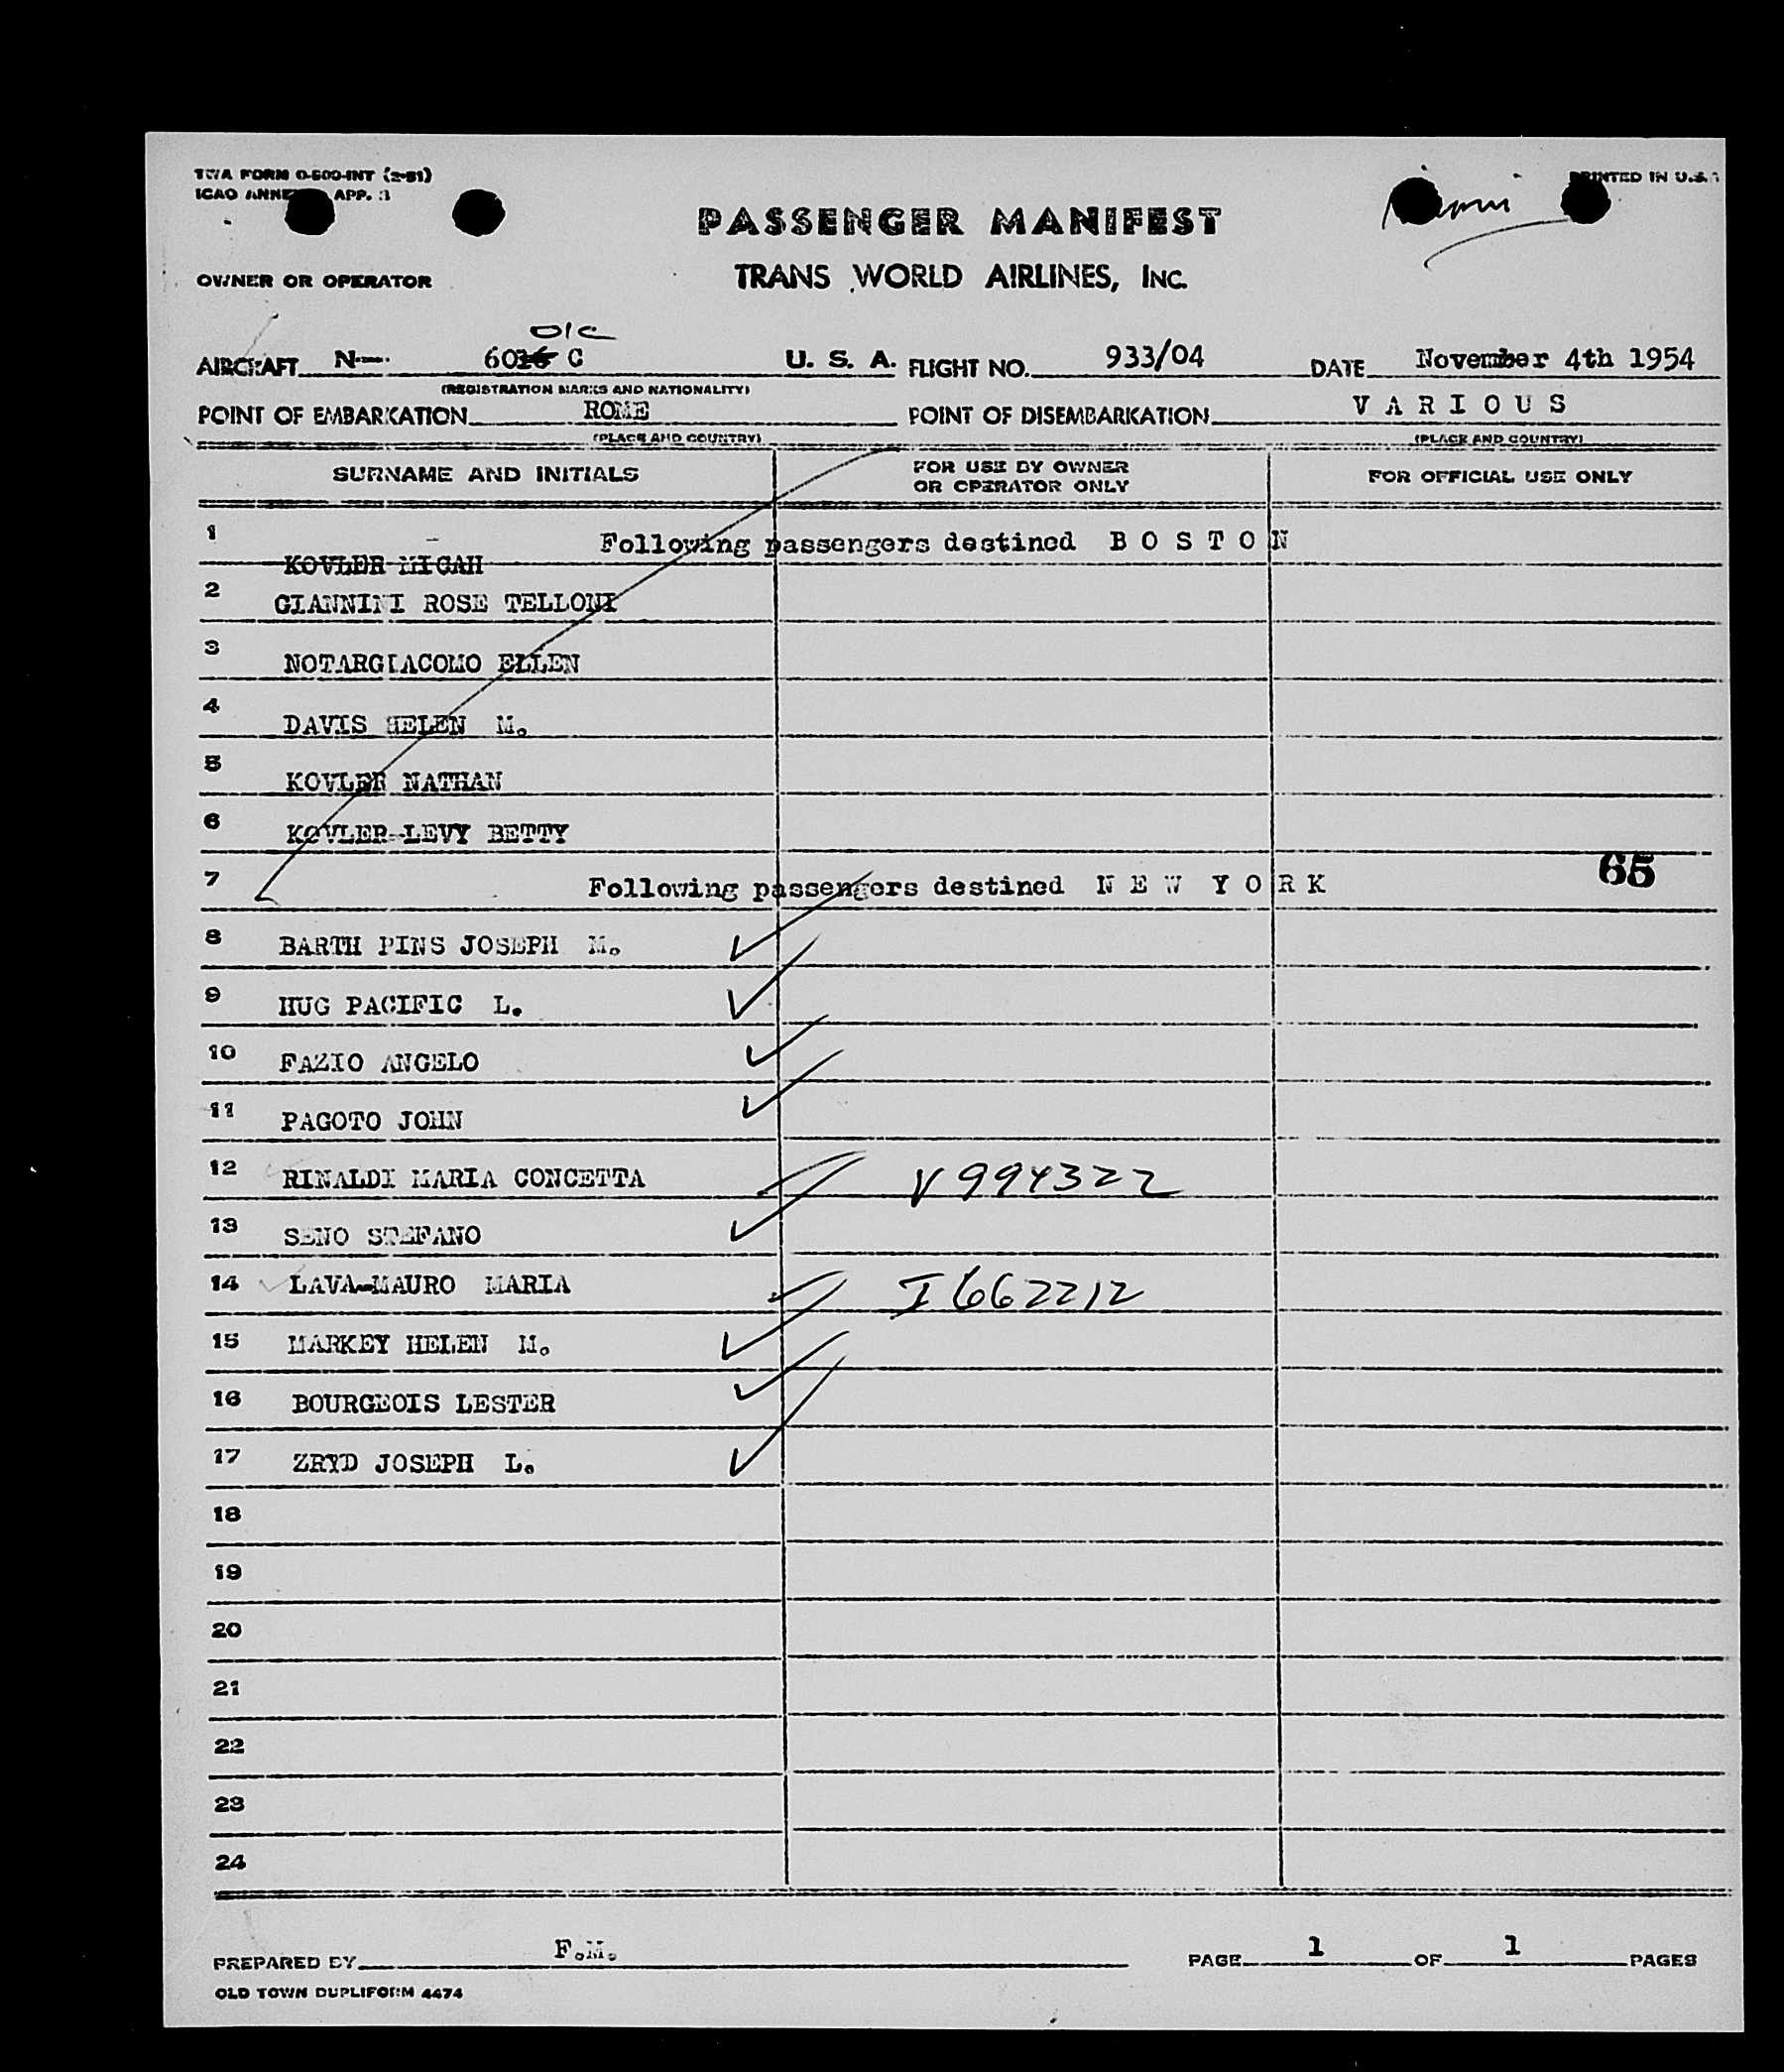 TWA FORM O-500-INT (2-51)
ICAO ANNE APP. 3
PRINTED IN U.S.A
PASSENGER MANIFEST
OWNER OR OPERATOR
TRANS WORLD AIRLINES, INC.
01C
AIRCRAFT N-- 6016 C U. S. A. FLIGHT NO. 933/04 DATE November 4th 1954
(REGISTRATION MARKS AND NATIONALITY)
POINT OF EMBARKATION ROME POINT OF DISEMBARKATION V A R I O U S
(PLACE AND COUNTRY) (PLACE AND COUNTRY)
SURNAME AND INITIALS FOR USE BY OWNER OR OPERATOR ONLY FOR OFFICIAL USE ONLY
1 Following passengers destined B O S T O N
KOVLER MICAH
2 GIANNINI ROSE TELLONI
3 NOTARGIACOMO ELLEN
4 DAVIS HELEN M.
5 KOVLER NATHAN
6 KOVLER-LEVY BETTY
65
7 Following passengers destined N E W Y O R K
8 BARTH PINS JOSEPH M.
9 HUG PACIFIC L.
10 FAZIO ANGELO
11 PAGOTO JOHN
12 RINALDI MARIA CONCETTA V994322
13 SENO STEFANO
14 LAVA-MAURO MARIA I662212
15 MARKEY HELEN M.
16 BOURGEOIS LESTER
17 ZRYD JOSEPH L.
18
19
20
21
22
23
24
PREPARED BY F.M. PAGE 1 OF 1 PAGES
OLD TOWN DUPLIFORM 4474